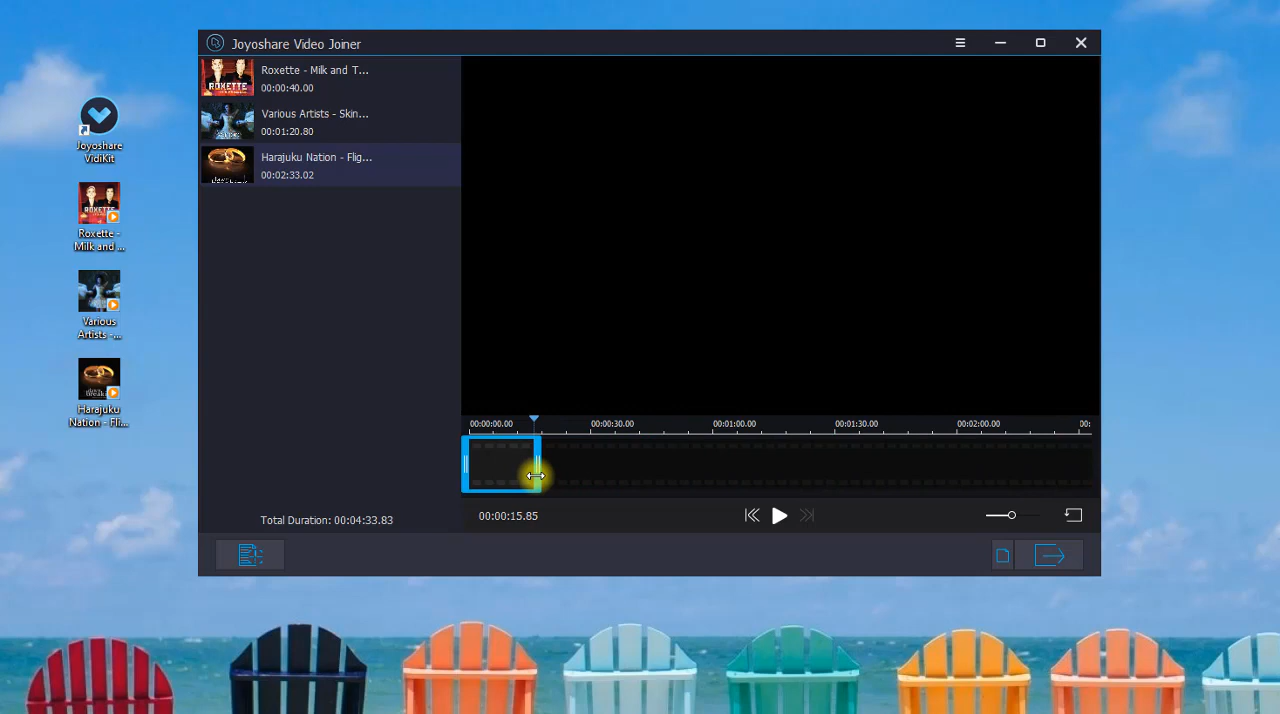 Joyoshare Video Joiner
Roxette - Milk and T...
00:00:40.00
Various Artists - Skin...
00:01:20.80
Harajuku Nation - Flig...
00:02:33.02
Total Duration: 00:04:33.83
00:00:00.00
00:00:30.00
00:01:00.00
00:01:30.00
00:02:00.00
00:
00:00:15.85
Joyoshare
VidiKit
ROXETTE
Roxette -
Milk and ...
Various
Artists -...
Harajuku
Nation - Fli...
ROXETTE